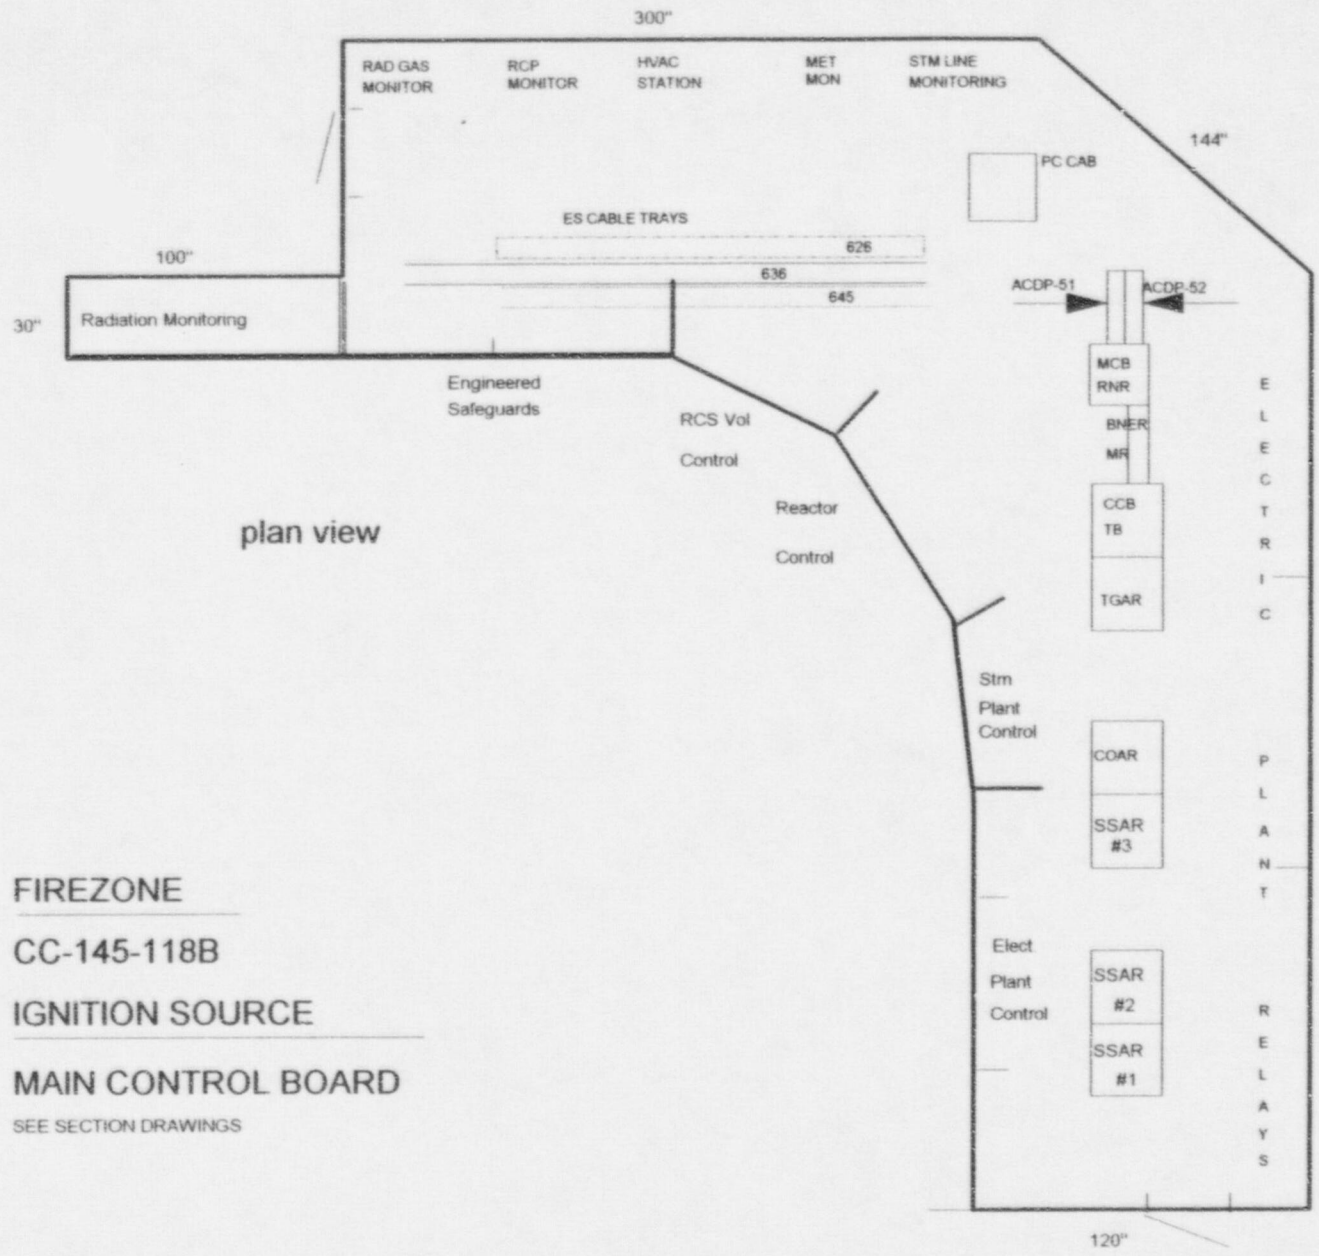 300"
RAD GAS
MONITOR
RCP
MONITOR
HVAC
STATION
MET
MON
STM LINE
MONITORING
144"
PC CAB
ES CABLE TRAYS
626
636
645
100"
30"
Radiation Monitoring
ACDP-51
ACDP-52
MCB
RNR
BNER
MR
CCB
TB
TGAR
Engineered
Safeguards
RCS Vol
Control
Reactor
Control
plan view
Stm
Plant
Control
COAR
SSAR
#3
Elect
Plant
Control
SSAR
#2
SSAR
#1
ELECTRIC
PLANT
RELAYS
FIREZONE
CC-145-118B
IGNITION SOURCE
MAIN CONTROL BOARD
SEE SECTION DRAWINGS
120"